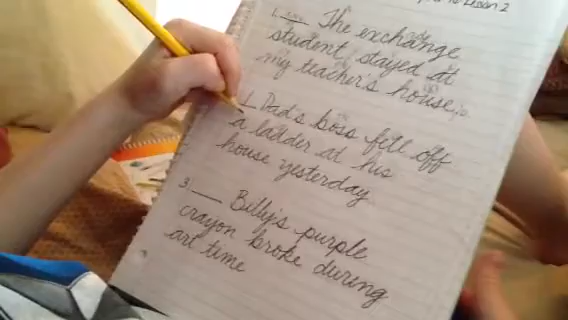 Lesson 2
1. The exchange
student stayed at
my teacher's house.
Dad's boss fell off
a ladder at his
house yesterday
3. Billy's purple
crayon broke during
art time